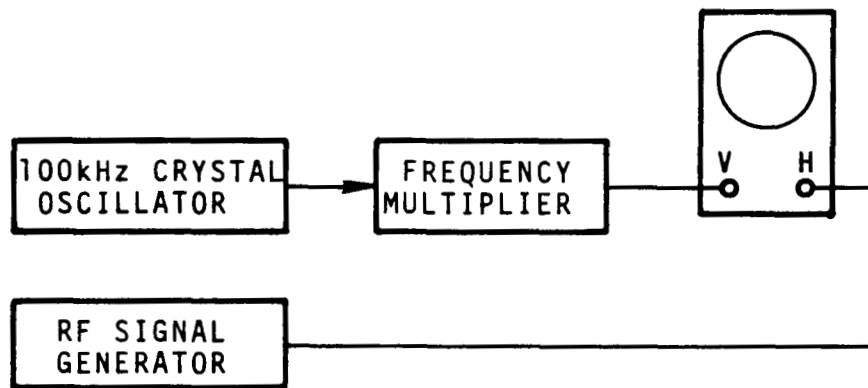 100kHz CRYSTAL
OSCILLATOR
FREQUENCY
MULTIPLIER
V H
RF SIGNAL
GENERATOR